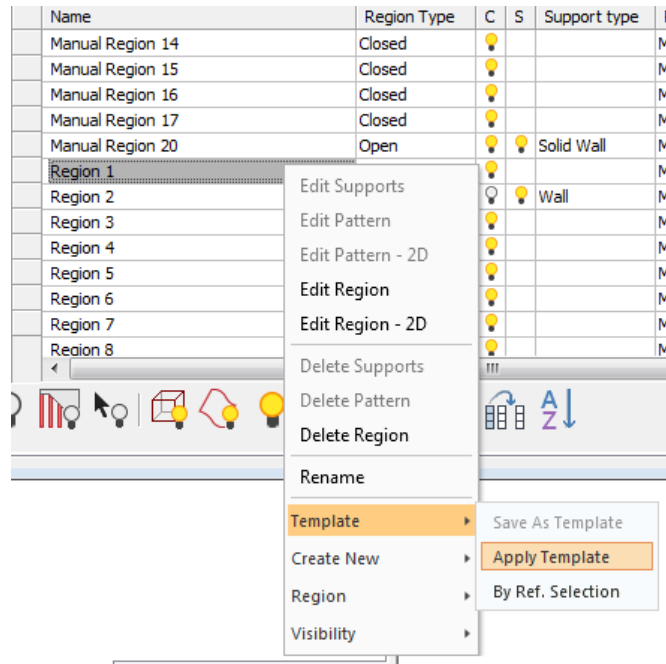 Name Region Type C S Support type
Manual Region 14 Closed M
Manual Region 15 Closed M
Manual Region 16 Closed M
Manual Region 17 Closed M
Manual Region 20 Open Solid Wall M
Region 1 M
Region 2 Wall M
Region 3 M
Region 4 M
Region 5 M
Region 6 M
Region 7 M
Region 8 M
Edit Supports
Edit Pattern
Edit Pattern - 2D
Edit Region
Edit Region - 2D
Delete Supports
Delete Pattern
Delete Region
Rename
Template
Create New
Region
Visibility
Save As Template
Apply Template
By Ref. Selection
A
Z